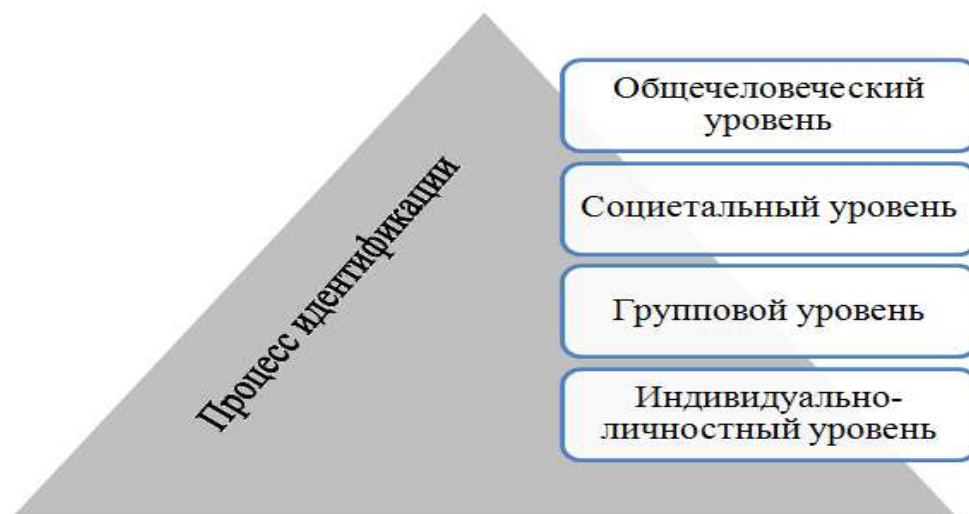 Процесс идентификации
Общечеловеческий
уровень
Социетальный уровень
Групповой уровень
Индивидуально-
личностный уровень